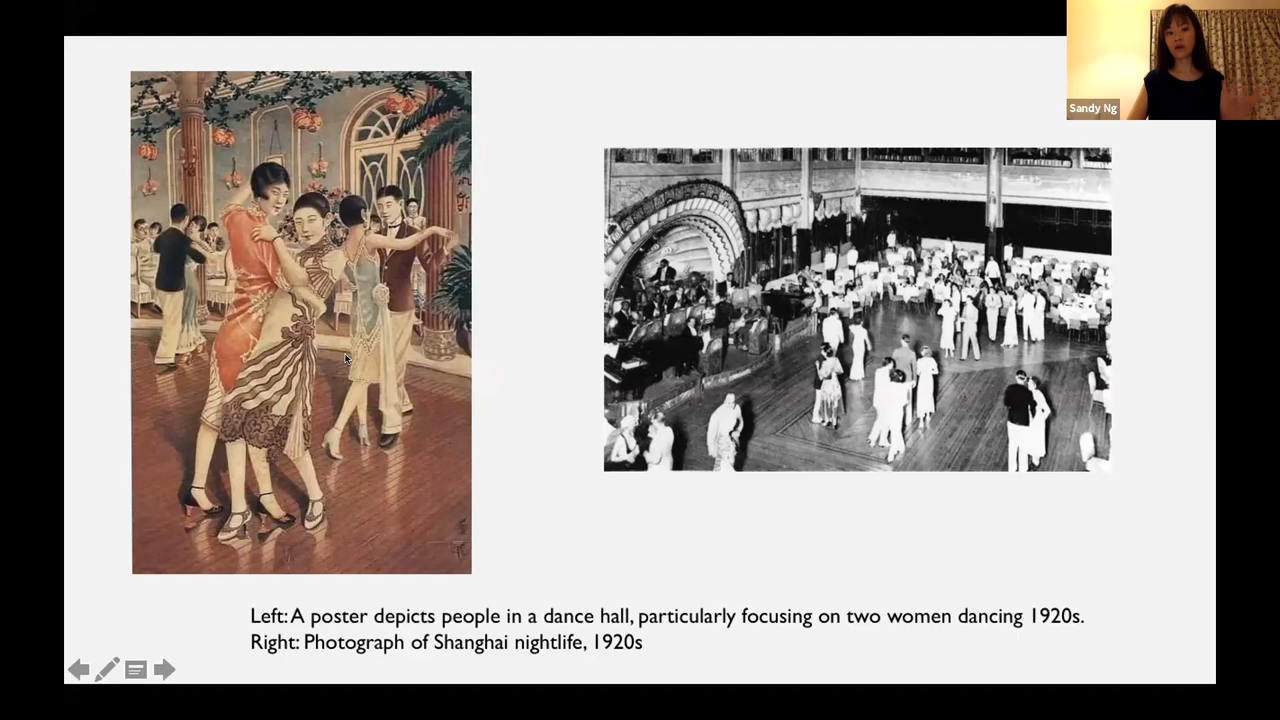 Sandy Ng
Left: A poster depicts people in a dance hall, particularly focusing on two women dancing 1920s.
Right: Photograph of Shanghai nightlife, 1920s